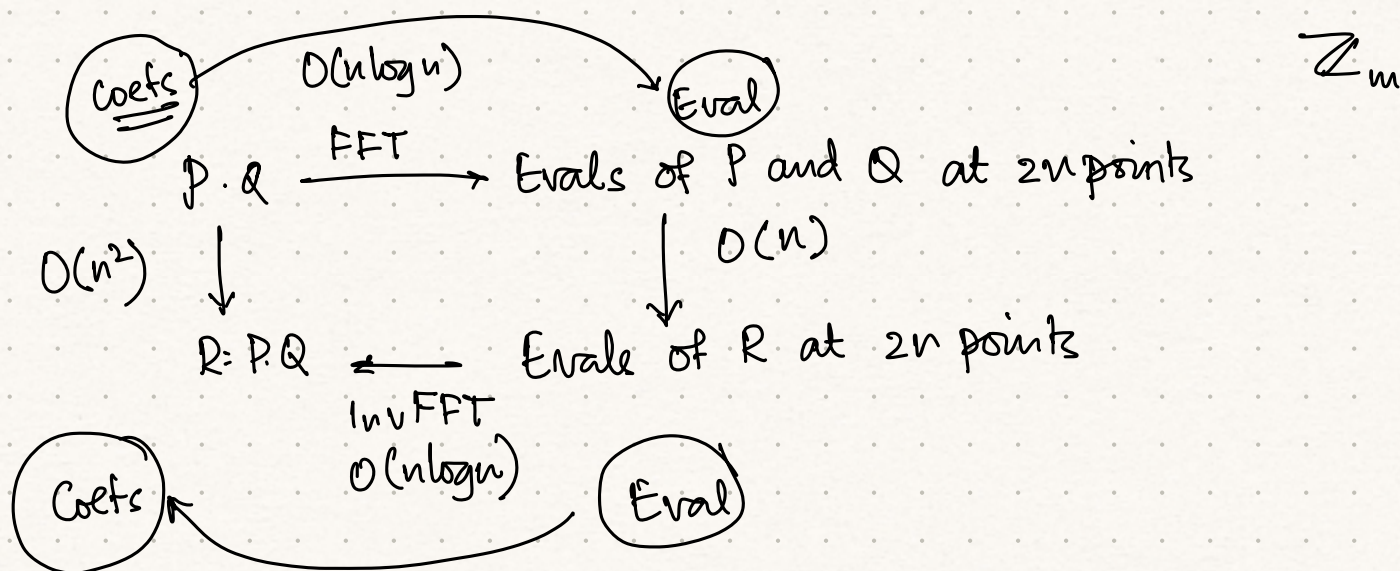 Coefs O(nlogn) Eval Z_m
P.Q FFT Evals of P and Q at 2n points
O(n²) O(n)
R=P.Q Evals of R at 2n points
InvFFT
O(nlogn)
Coefs Eval